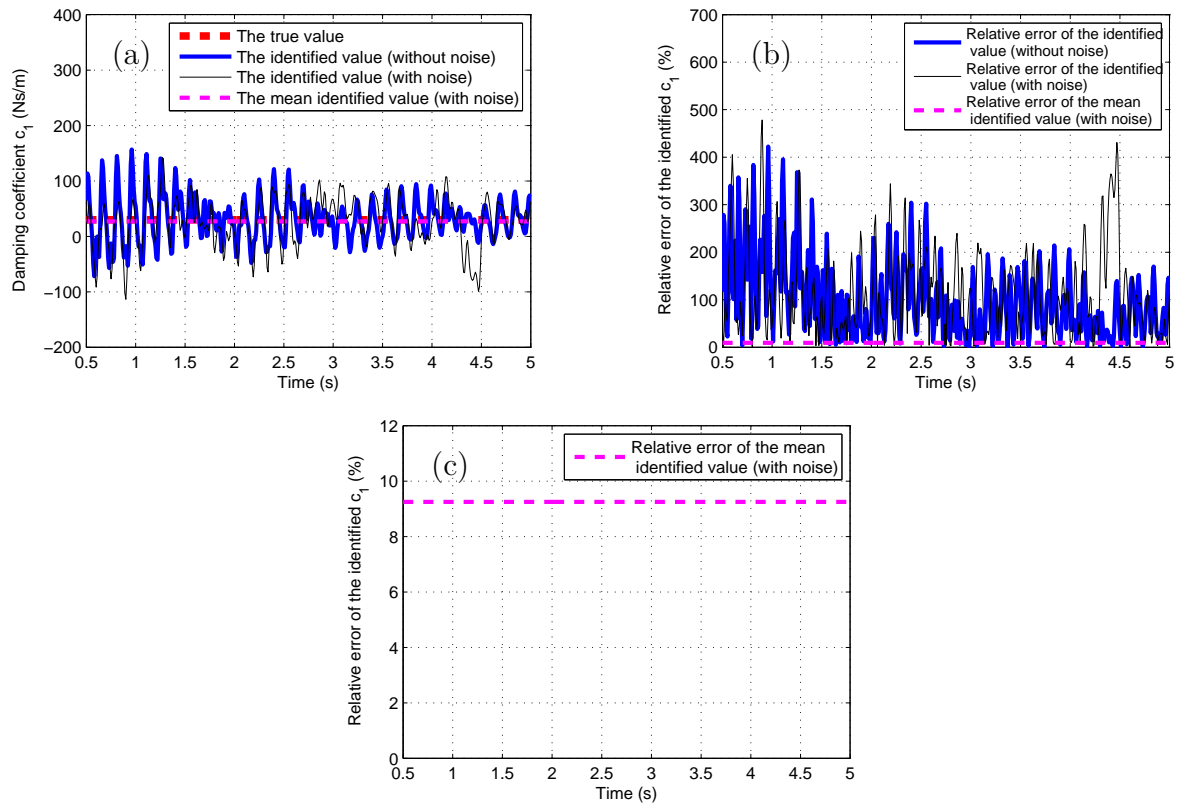 400
300
200
100
0
−100
−200
0.5 1 1.5 2 2.5 3 3.5 4 4.5 5
Time (s)
Damping coefficient c1 (Ns/m)
(a)
The true value
The identified value (without noise)
The identified value (with noise)
The mean identified value (with noise)
700
600
500
400
300
200
100
0
0.5 1 1.5 2 2.5 3 3.5 4 4.5 5
Time (s)
Relative error of the identified c1 (%)
(b)
Relative error of the identified
value (without noise)
Relative error of the identified
value (with noise)
Relative error of the mean
identified value (with noise)
12
10
8
6
4
2
0
0.5 1 1.5 2 2.5 3 3.5 4 4.5 5
Time (s)
Relative error of the identified c1 (%)
(c)
Relative error of the mean
identified value (with noise)